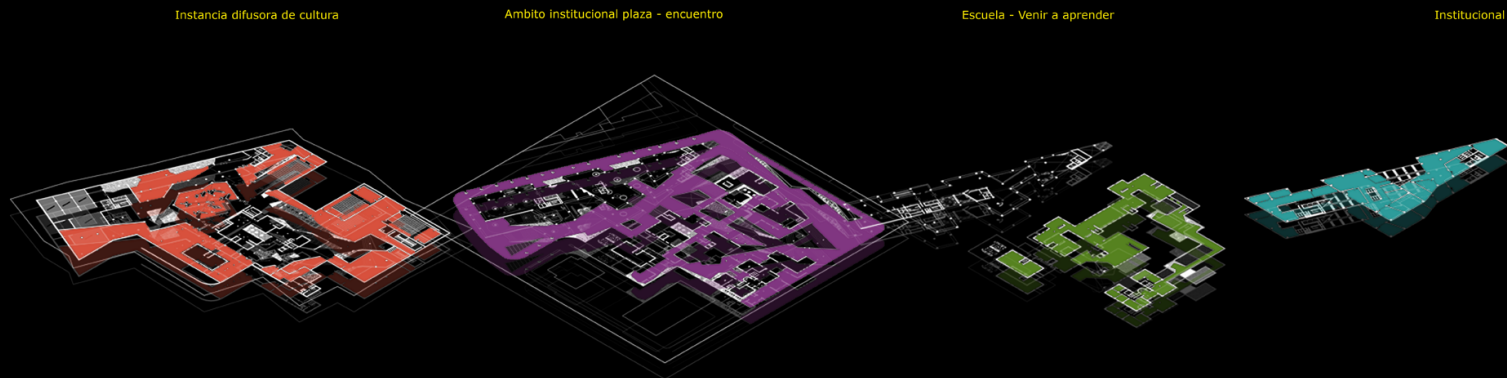 Instancia difusora de cultura
Ambito institucional plaza - encuentro
Escuela - Venir a aprender
Institucional